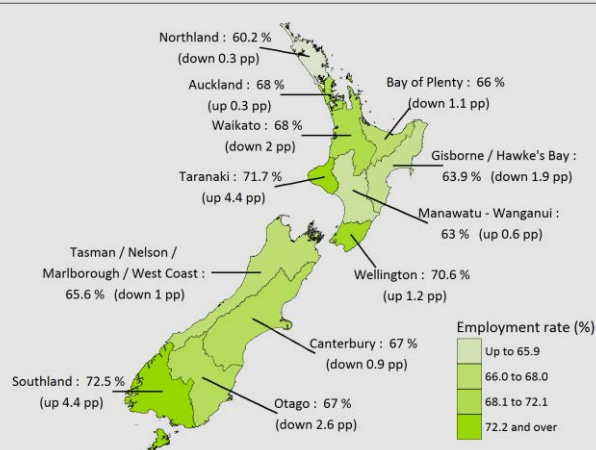 Northland : 60.2 %
(down 0.3 pp)
Auckland : 68 %
(up 0.3 pp)
Bay of Plenty : 66 %
(down 1.1 pp)
Waikato : 68 %
(down 2 pp)
Gisborne / Hawke's Bay :
63.9 % (down 1.9 pp)
Taranaki : 71.7 %
(up 4.4 pp)
Manawatu - Wanganui :
63 % (up 0.6 pp)
Tasman / Nelson /
Marlborough / West Coast :
65.6 % (down 1 pp)
Wellington : 70.6 %
(up 1.2 pp)
Canterbury : 67 %
(down 0.9 pp)
Southland : 72.5 %
(up 4.4 pp)
Otago : 67 %
(down 2.6 pp)
Employment rate (%)
Up to 65.9
66.0 to 68.0
68.1 to 72.1
72.2 and over